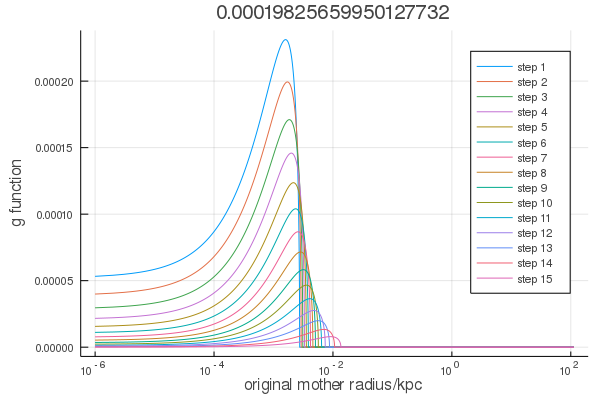 0.00019825659950127732
g function
0.00020
0.00015
0.00010
0.00005
0.00000
step 1
step 2
step 3
step 4
step 5
step 6
step 7
step 8
step 9
step 10
step 11
step 12
step 13
step 14
step 15
10^-6 10^-4 10^-2 10^0 10^2
original mother radius/kpc